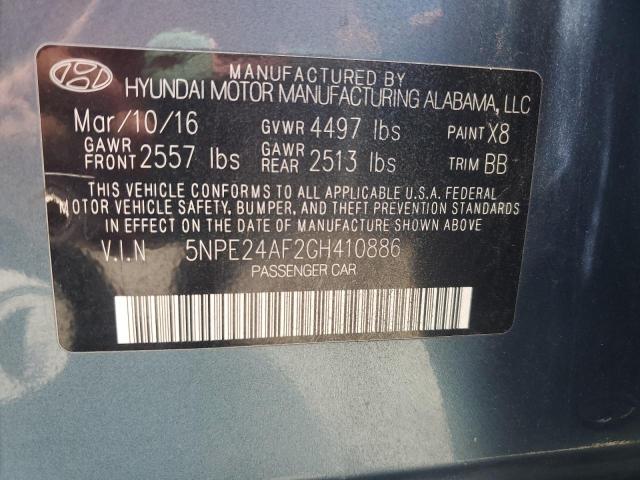 MANUFACTURED BY
HYUNDAI MOTOR MANUFACTURING ALABAMA, LLC
Mar/10/16 GVWR 4497 lbs PAINT X8
GAWR FRONT 2557 lbs GAWR REAR 2513 lbs TRIM BB
THIS VEHICLE CONFORMS TO ALL APPLICABLE U.S.A. FEDERAL
MOTOR VEHICLE SAFETY, BUMPER, AND THEFT PREVENTION STANDARDS
IN EFFECT ON THE DATE OF MANUFACTURE SHOWN ABOVE
V.I.N 5NPE24AF2GH410886
PASSENGER CAR